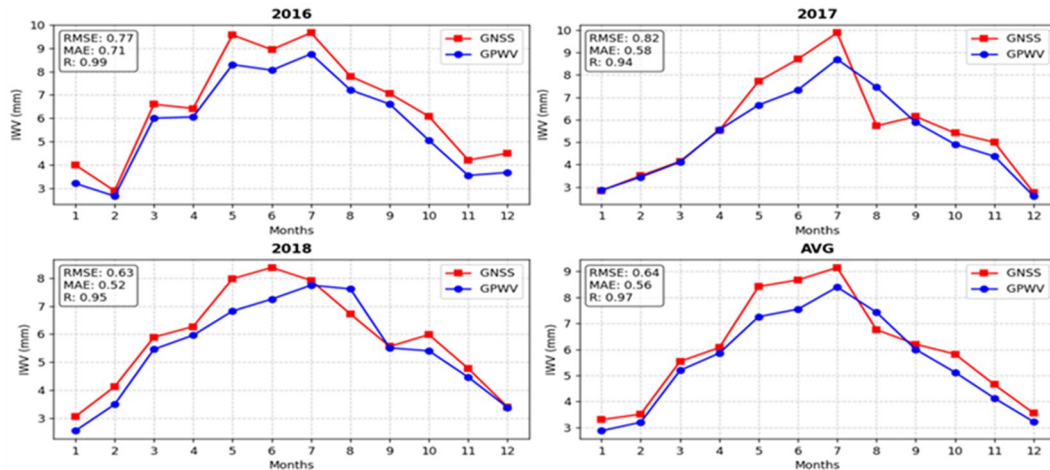 2016
RMSE: 0.77
MAE: 0.71
R: 0.99
GNSS
GPWV
IWV (mm)
10
9
8
7
6
5
4
3
1 2 3 4 5 6 7 8 9 10 11 12
Months
2017
RMSE: 0.82
MAE: 0.58
R: 0.94
GNSS
GPWV
IWV (mm)
10
9
8
7
6
5
4
3
1 2 3 4 5 6 7 8 9 10 11 12
Months
2018
RMSE: 0.63
MAE: 0.52
R: 0.95
GNSS
GPWV
IWV (mm)
8
7
6
5
4
3
1 2 3 4 5 6 7 8 9 10 11 12
Months
AVG
RMSE: 0.64
MAE: 0.56
R: 0.97
GNSS
GPWV
IWV (mm)
9
8
7
6
5
4
3
1 2 3 4 5 6 7 8 9 10 11 12
Months